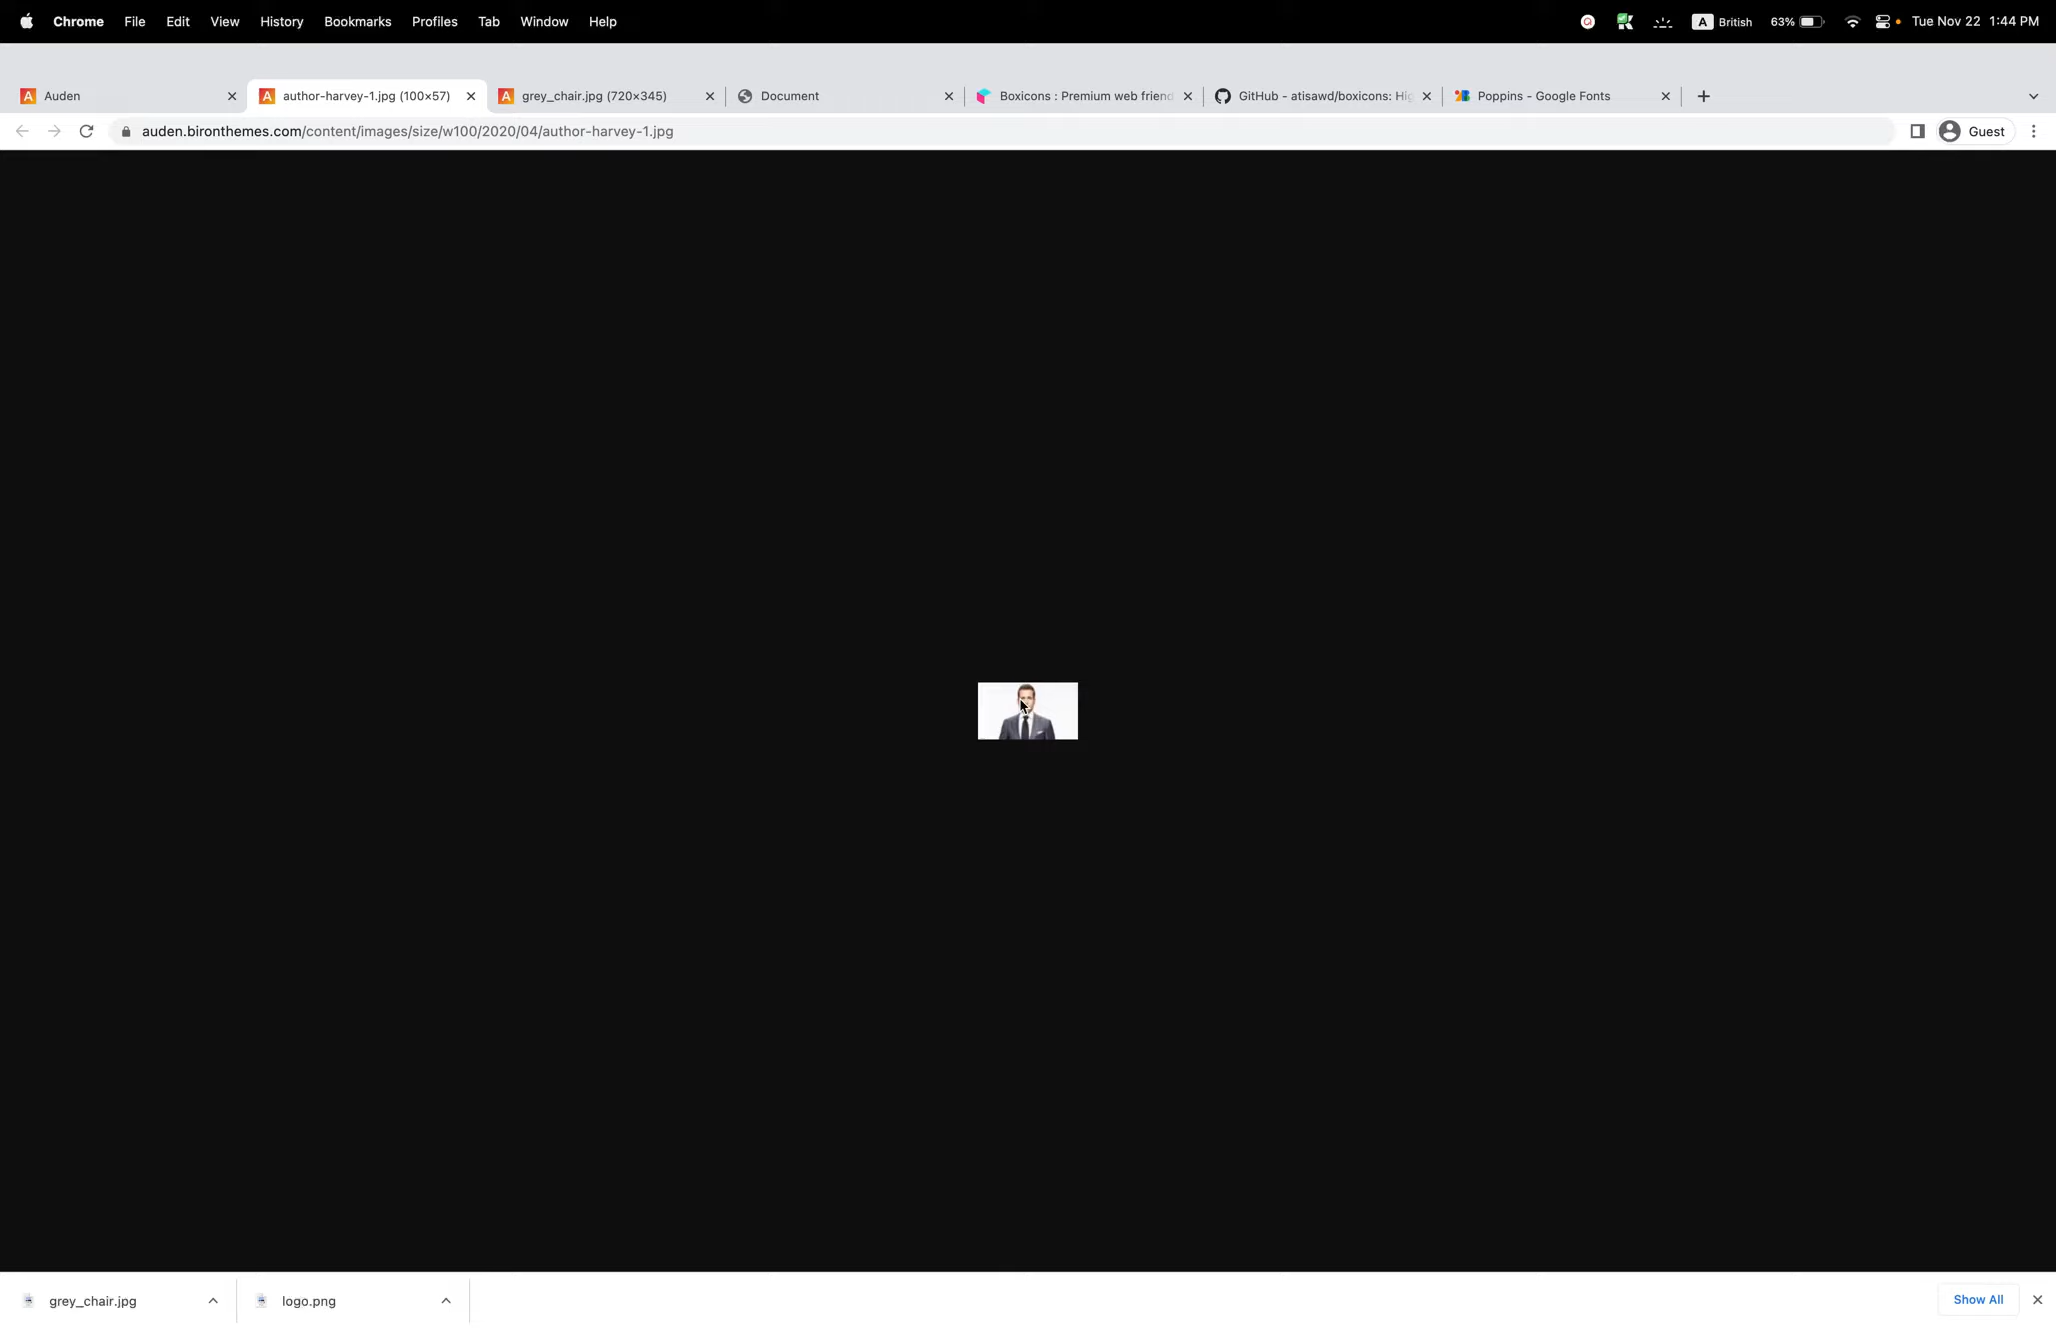 Chrome File Edit View History Bookmarks Profiles Tab Window Help A British 63% Tue Nov 22 1:44 PM
A Auden A author-harvey-1.jpg (100×57) A grey_chair.jpg (720×345) Document Boxicons : Premium web friend GitHub - atisawd/boxicons: Hig Poppins - Google Fonts
auden.bironthemes.com/content/images/size/w100/2020/04/author-harvey-1.jpg Guest
grey_chair.jpg logo.png Show All